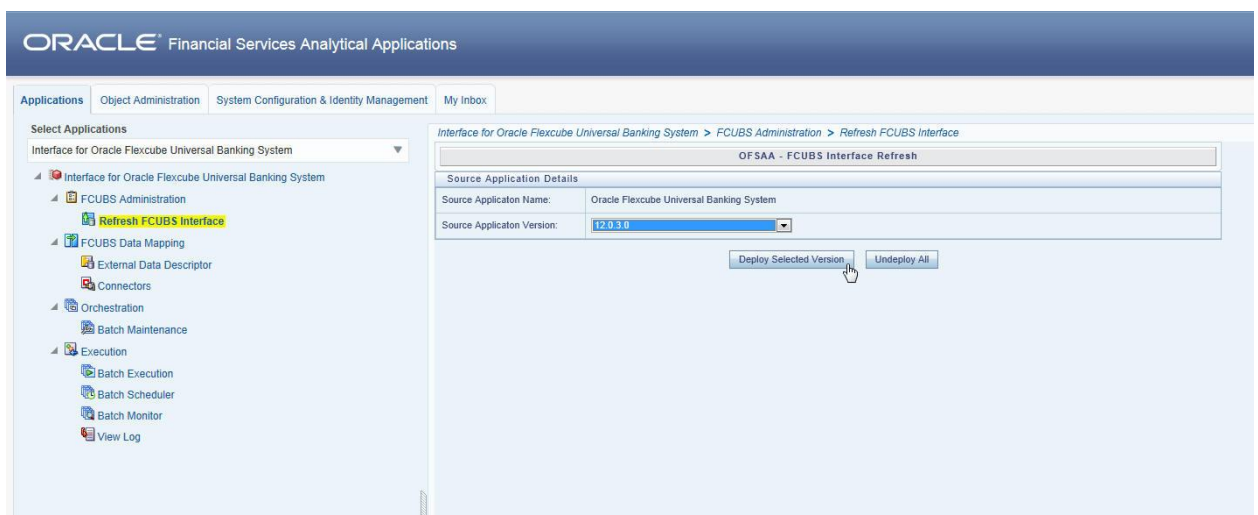 ORACLE® Financial Services Analytical Applications
Applications Object Administration System Configuration & Identity Management My Inbox
Select Applications
Interface for Oracle Flexcube Universal Banking System
Interface for Oracle Flexcube Universal Banking System
FCUBS Administration
Refresh FCUBS Interface
FCUBS Data Mapping
External Data Descriptor
Connectors
Orchestration
Batch Maintenance
Execution
Batch Execution
Batch Scheduler
Batch Monitor
View Log
Interface for Oracle Flexcube Universal Banking System > FCUBS Administration > Refresh FCUBS Interface
OFSAA - FCUBS Interface Refresh
Source Application Details
Source Applicaton Name: Oracle Flexcube Universal Banking System
Source Applicaton Version: 12.0.3.0
Deploy Selected Version Undeploy All